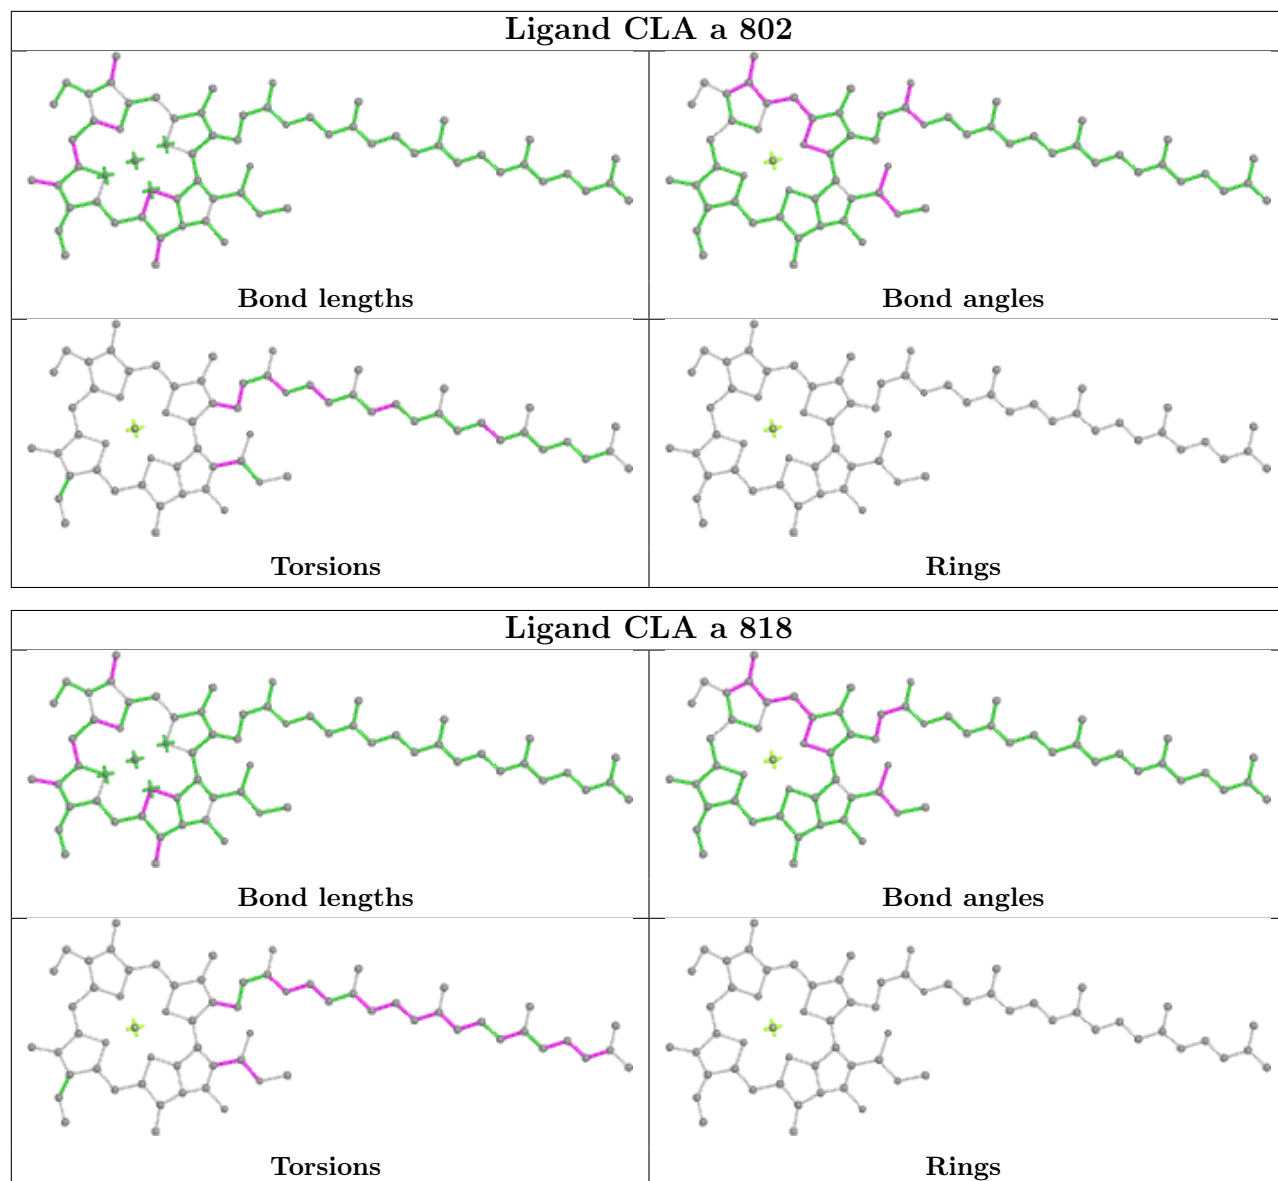 Ligand CLA a 802
Bond lengths
Bond angles
Torsions
Rings
Ligand CLA a 818
Bond lengths
Bond angles
Torsions
Rings